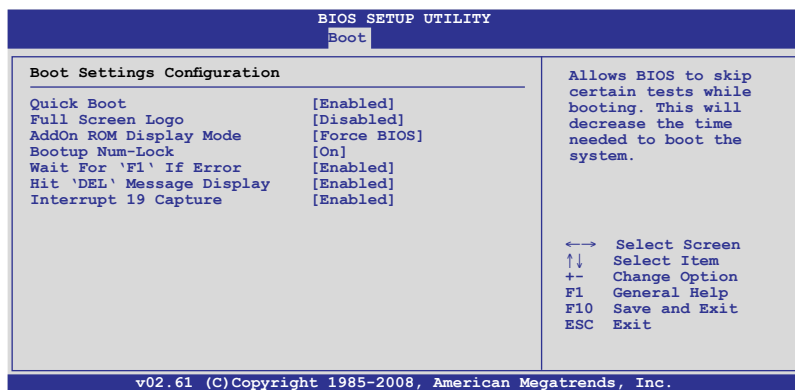 BIOS SETUP UTILITY
Boot
Boot Settings Configuration
Quick Boot [Enabled]
Full Screen Logo [Disabled]
AddOn ROM Display Mode [Force BIOS]
Bootup Num-Lock [On]
Wait For ‘F1‘ If Error [Enabled]
Hit ‘DEL‘ Message Display [Enabled]
Interrupt 19 Capture [Enabled]
Allows BIOS to skip
certain tests while
booting. This will
decrease the time
needed to boot the
system.
←→ Select Screen
↑↓ Select Item
+- Change Option
F1 General Help
F10 Save and Exit
ESC Exit
v02.61 (C)Copyright 1985-2008, American Megatrends, Inc.